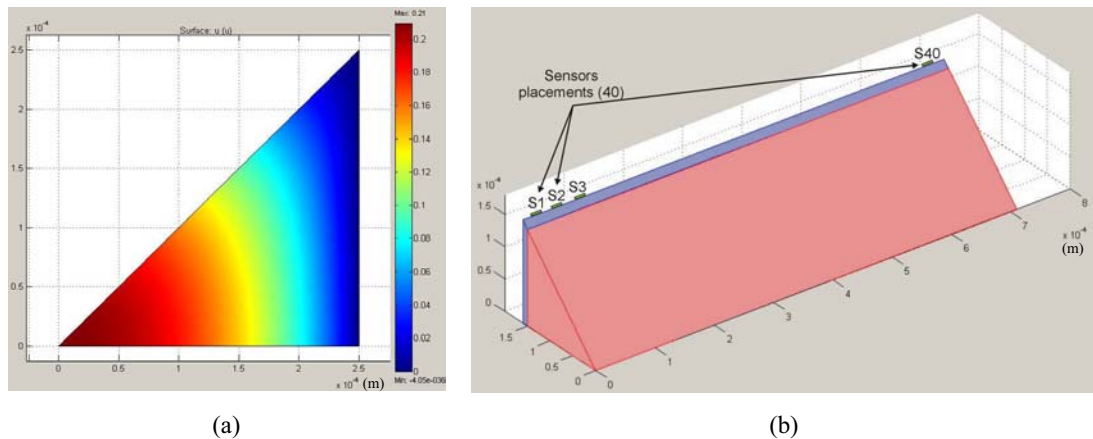 Max: 0.21
x 10⁻⁴
Surface: u (u)
2.5
2
1.5
1
0.5
0
0
0.5
1
1.5
2
2.5
x 10⁻⁴ (m)
0.2
0.18
0.16
0.14
0.12
0.1
0.08
0.06
0.04
0.02
0
Min: -4.05e-036
(a)
Sensors
placements (40)
S40
S1
S2
S3
x 10⁻⁴
1.5
1
0.5
0
1.5
1
0.5
0
0
1
2
3
4
5
6
7
8
x 10⁻⁴
(m)
(b)